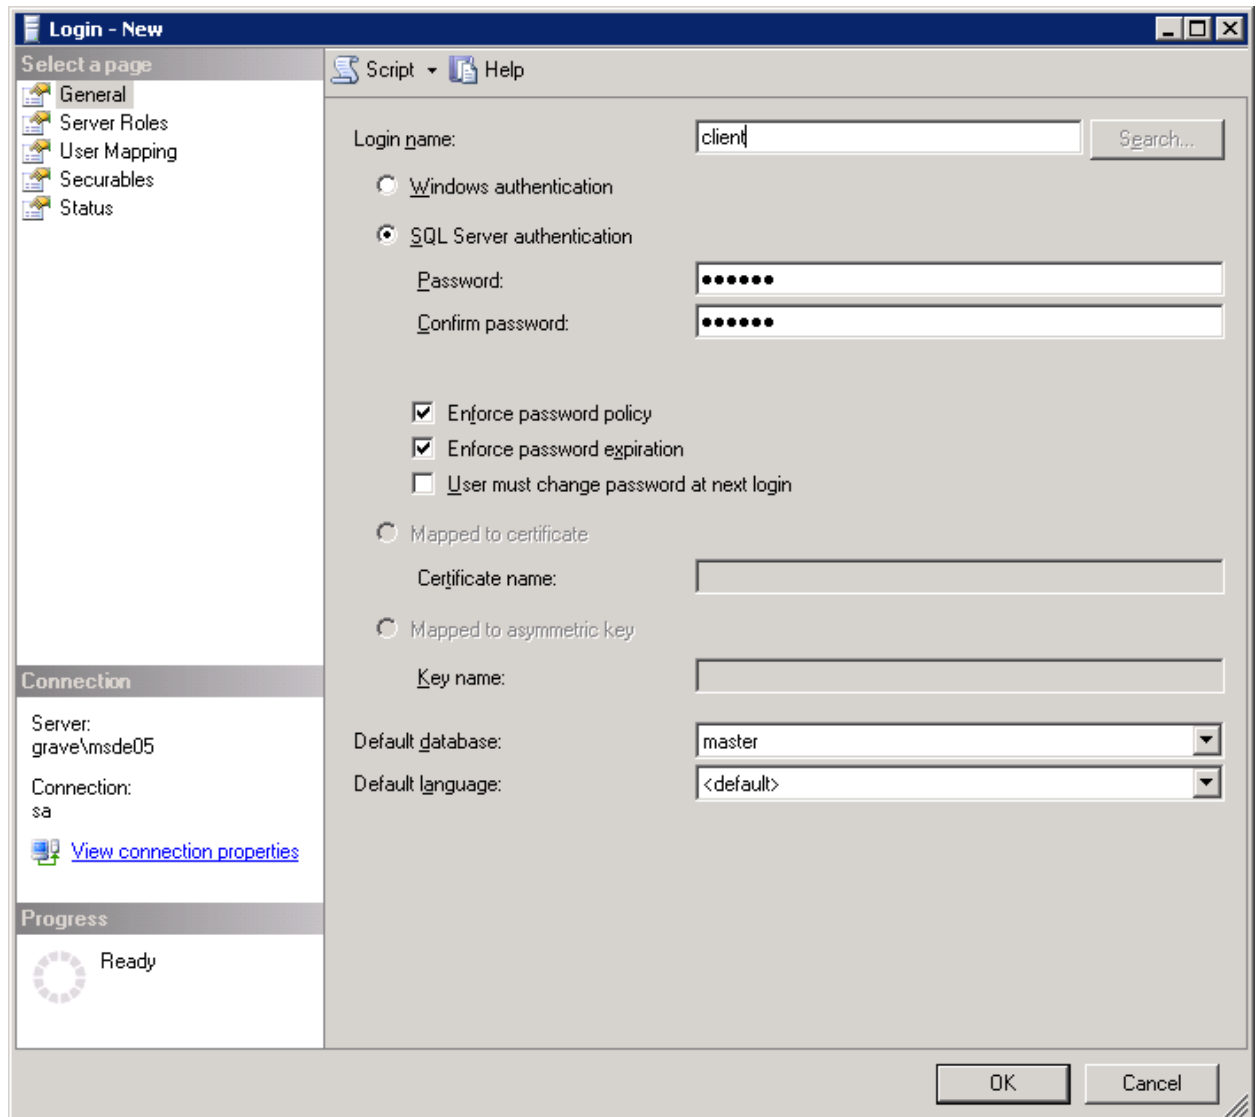 Login - New
Select a page
General
Server Roles
User Mapping
Securables
Status
Connection
Server:
grave\msde05
Connection:
sa
View connection properties
Progress
Ready
Script Help
Login name: client Search...
Windows authentication
SQL Server authentication
Password: ●●●●●●
Confirm password: ●●●●●●
Enforce password policy
Enforce password expiration
User must change password at next login
Mapped to certificate
Certificate name:
Mapped to asymmetric key
Key name:
Default database: master
Default language: <default>
OK Cancel